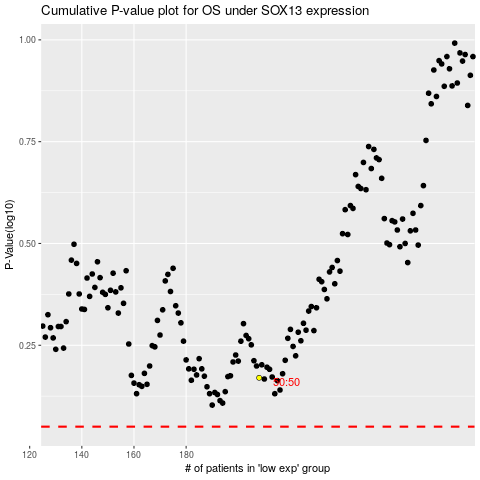 Cumulative P-value plot for OS under SOX13 expression
P-Value(log10)
1.00
0.75
0.50
0.25
50:50
120 140 160 180
# of patients in 'low exp' group